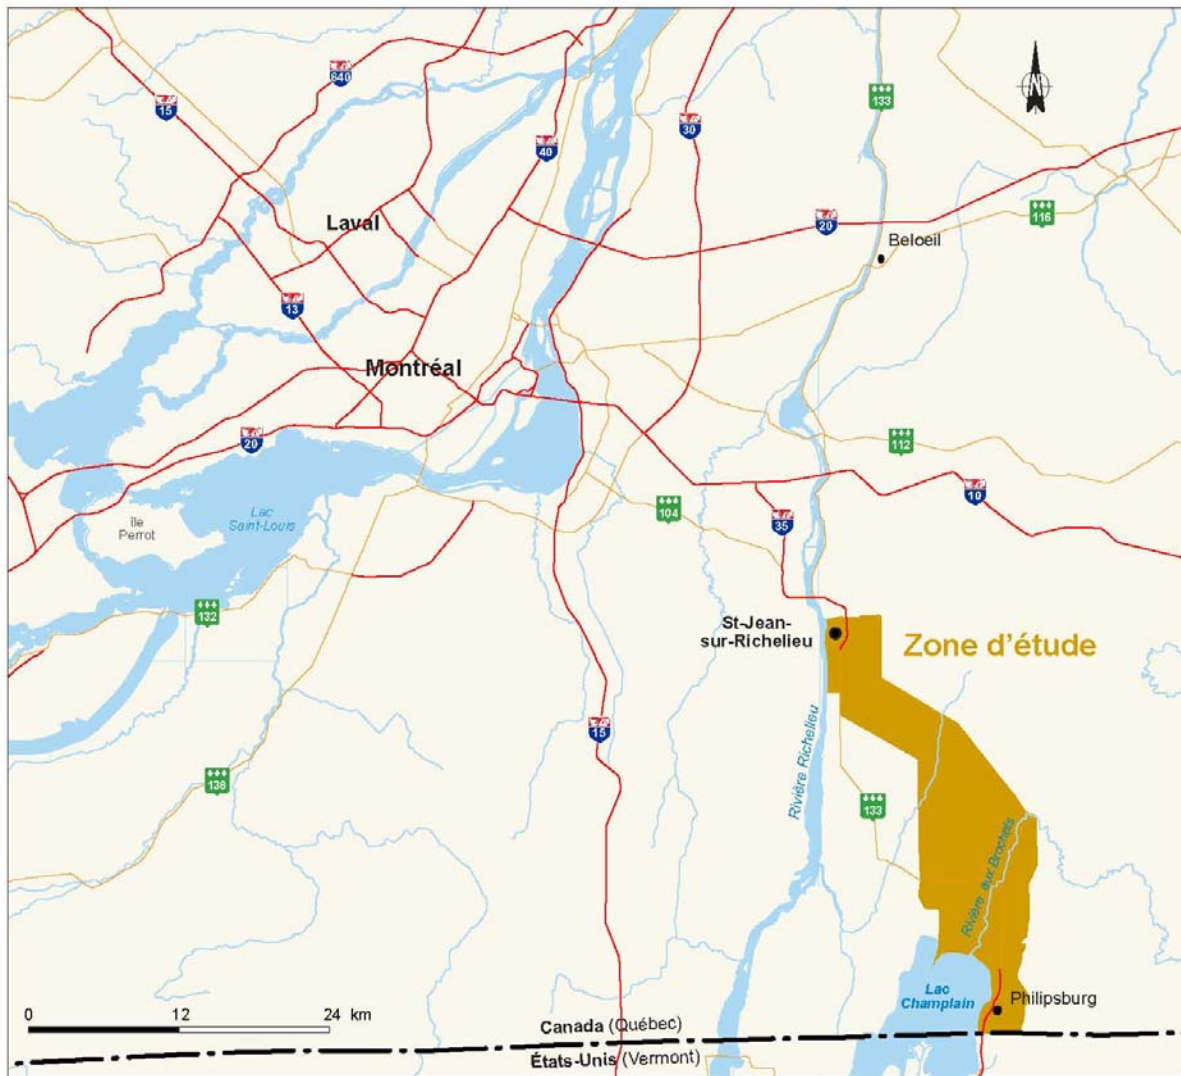 133
640
15
30
40
116
Laval
20
Beloeil
13
Montréal
20
112
10
Île
Perrot
Lac
Saint-Louis
104
35
132
St-Jean-
sur-Richelieu
Zone d'étude
15
Rivière Richelieu
138
133
Rivière aux Brochets
Lac
Champlain
Philipsburg
0 12 24 km
Canada (Québec)
États-Unis (Vermont)
N